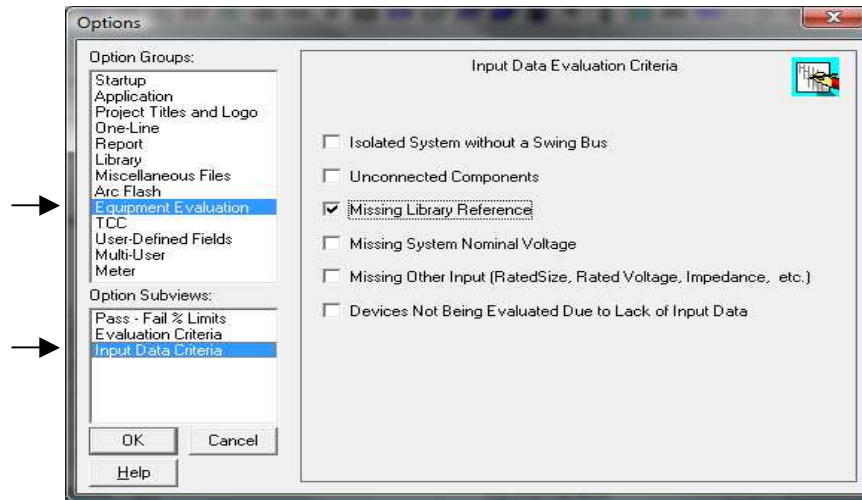 Options
Option Groups:
Startup
Application
Project Titles and Logo
One-Line
Report
Library
Miscellaneous Files
Arc Flash
Equipment Evaluation
TCC
User-Defined Fields
Multi-User
Meter
Option Subviews:
Pass - Fail % Limits
Evaluation Criteria
Input Data Criteria
OK
Cancel
Help
Input Data Evaluation Criteria
Isolated System without a Swing Bus
Unconnected Components
Missing Library Reference
Missing System Nominal Voltage
Missing Other Input (RatedSize, Rated Voltage, Impedance, etc.)
Devices Not Being Evaluated Due to Lack of Input Data